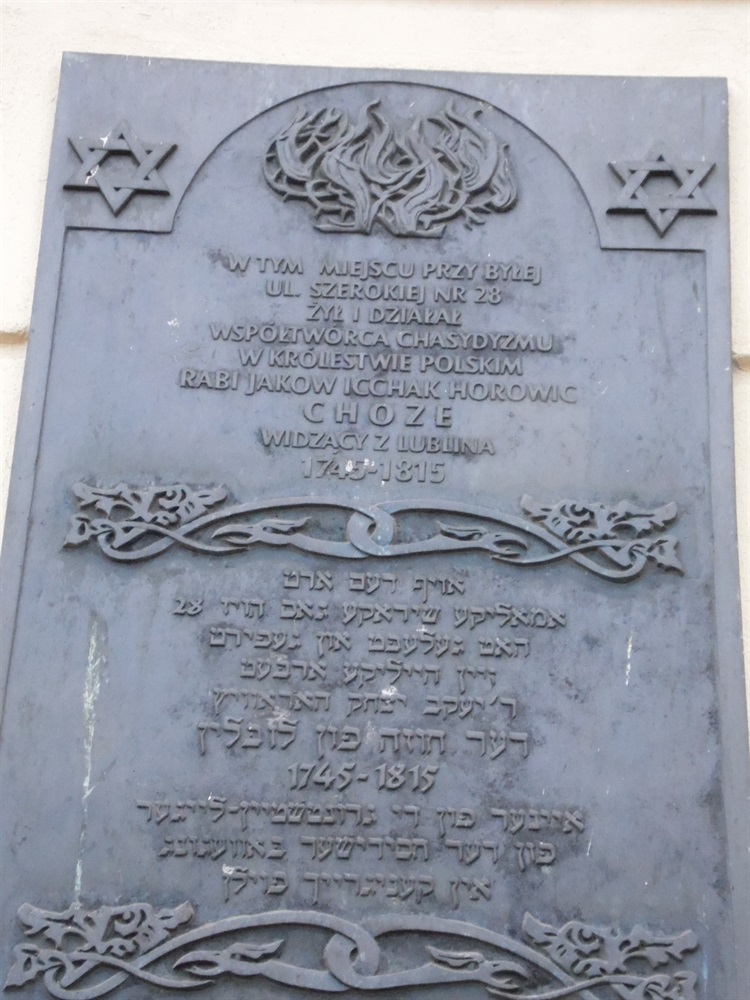 W TYM MIEJSCU PRZY BYŁEJ
UL. SZEROKIEJ NR 28
ŻYŁ I DZIAŁAŁ
WSPÓŁTWÓRCA CHASYDYZMU
W KRÓLESTWIE POLSKIM
RABI JAKOW ICCHAK HOROWIC
CHOZE
WIDZĄCY Z LUBLINA
1745-1815
אויף דעם ארט
אמאליקע שיראקע גאס הויז 28
האט געלעבט און געפירט
זיין הייליקע ארבעט
ר׳ יעקב יצחק האראוויץ
דער חוזה פון לובלין
1745-1815
איינער פון די גרונטשטיין-לייגער
פון דער חסידישער באוועגונג
אין קעניגרייך פוילן